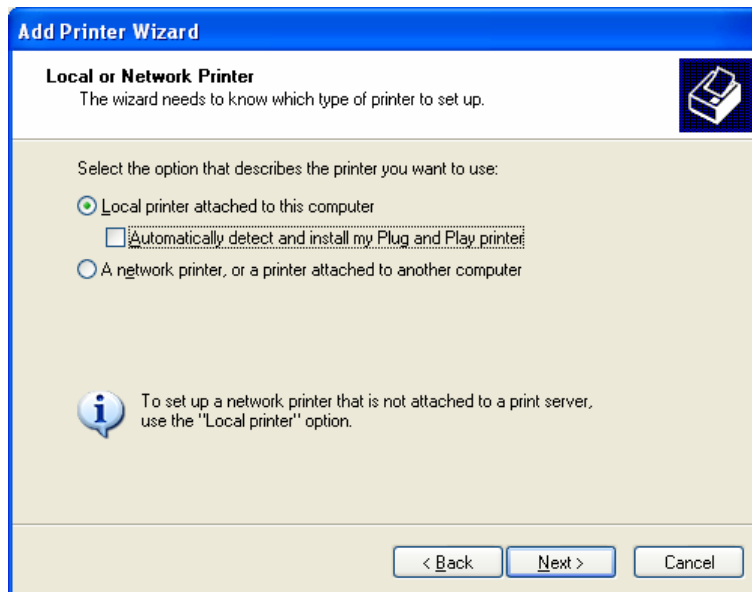 Add Printer Wizard
Local or Network Printer
The wizard needs to know which type of printer to set up.
Select the option that describes the printer you want to use:
Local printer attached to this computer
Automatically detect and install my Plug and Play printer
A network printer, or a printer attached to another computer
To set up a network printer that is not attached to a print server,
use the "Local printer" option.
< Back
Next >
Cancel